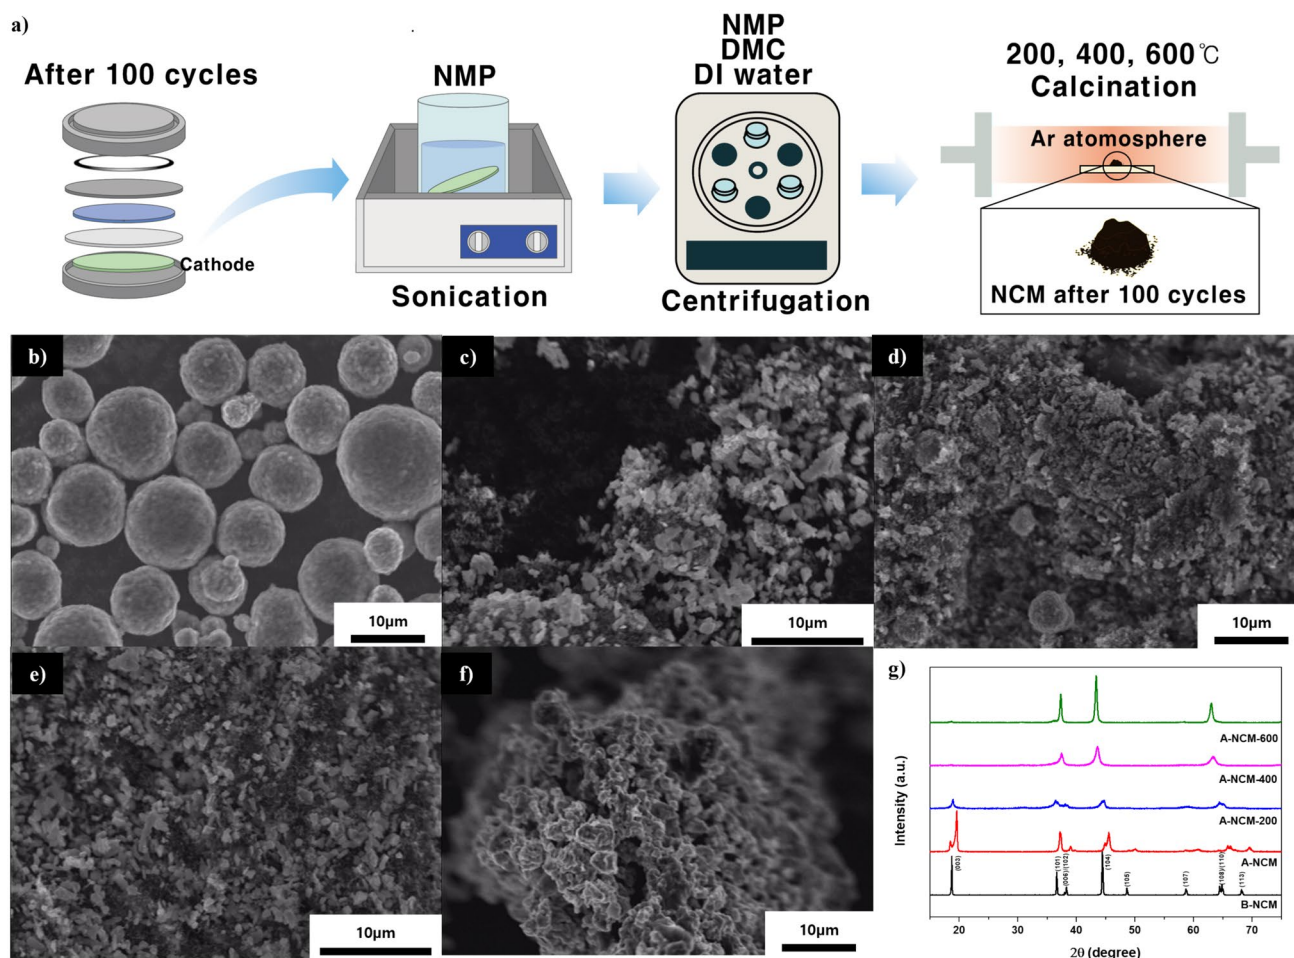 a)
After 100 cycles
Cathode
NMP
Sonication
NMP
DMC
DI water
Centrifugation
200, 400, 600℃
Calcination
Ar atomosphere
NCM after 100 cycles
b)
10μm
c)
10μm
d)
10μm
e)
10μm
f)
10μm
g)
Intensity (a.u.)
A-NCM-600
A-NCM-400
A-NCM-200
A-NCM
B-NCM
(003)
(101)
(006)/(102)
(104)
(105)
(107)
(108)/(110)
(113)
20 30 40 50 60 70
2θ (degree)